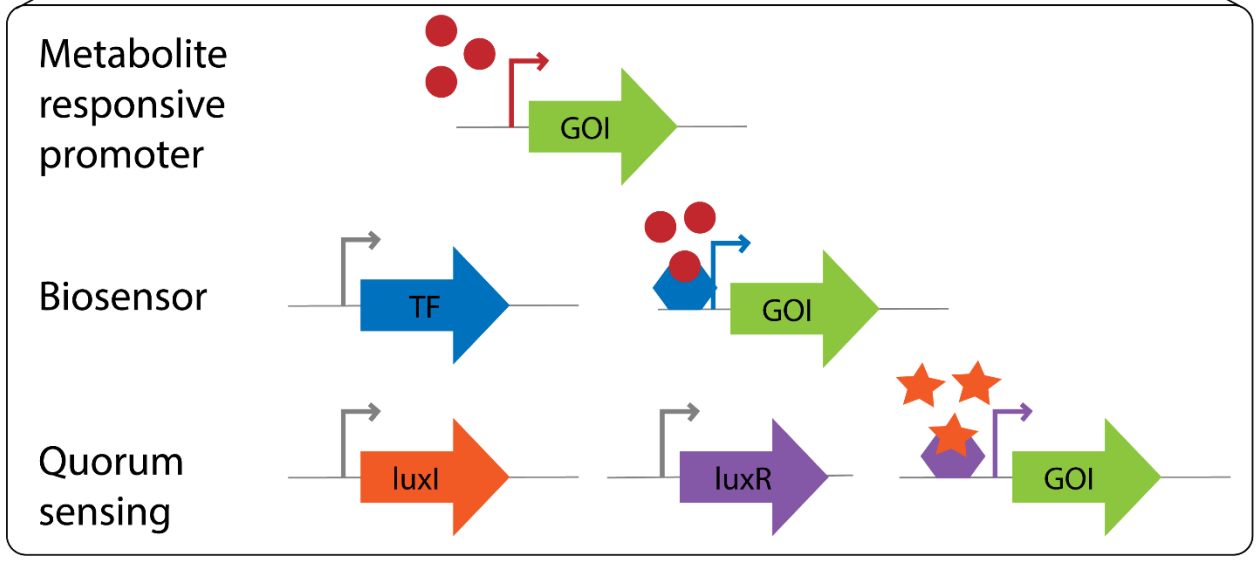 Metabolite
responsive
promoter
GOI
Biosensor
TF
GOI
Quorum
sensing
luxI
luxR
GOI